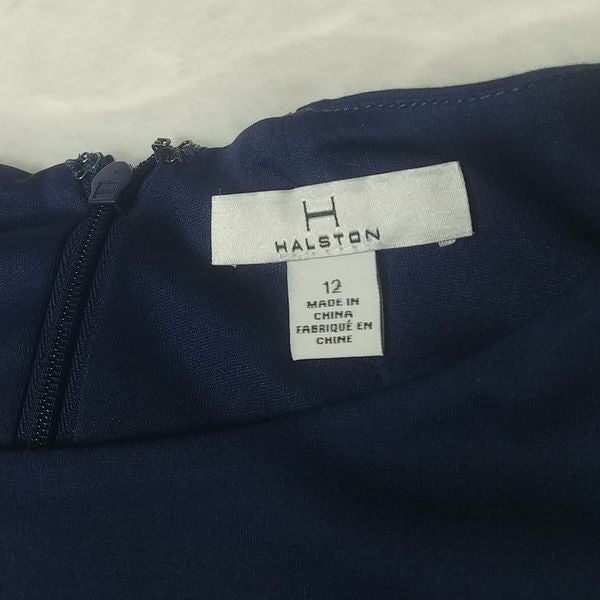 H
HALSTON
12
MADE IN
CHINA
FABRIQUÉ EN
CHINE